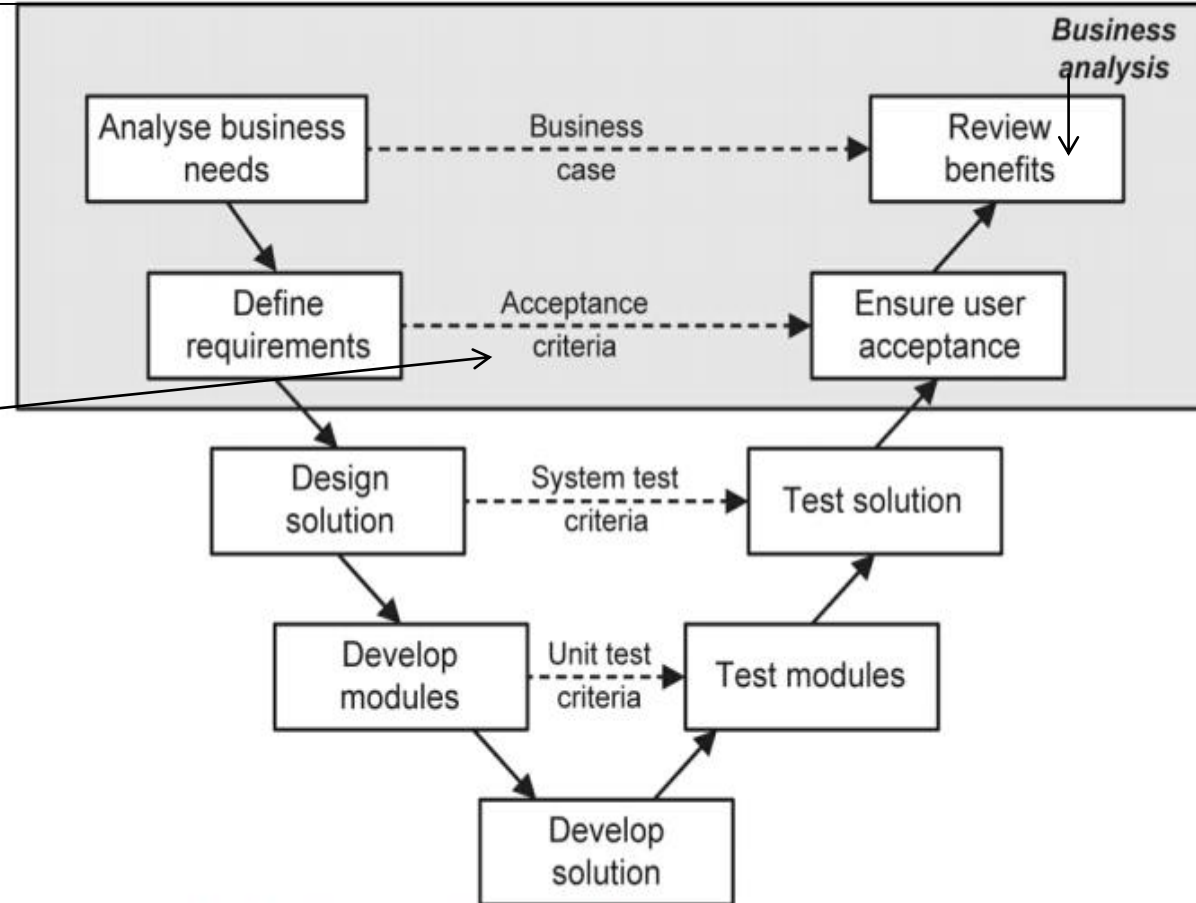 Business
analysis
Analyse business
needs
Business
case
Review
benefits
Define
requirements
Acceptance
criteria
Ensure user
acceptance
Design
solution
System test
criteria
Test solution
Develop
modules
Unit test
criteria
Test modules
Develop
solution